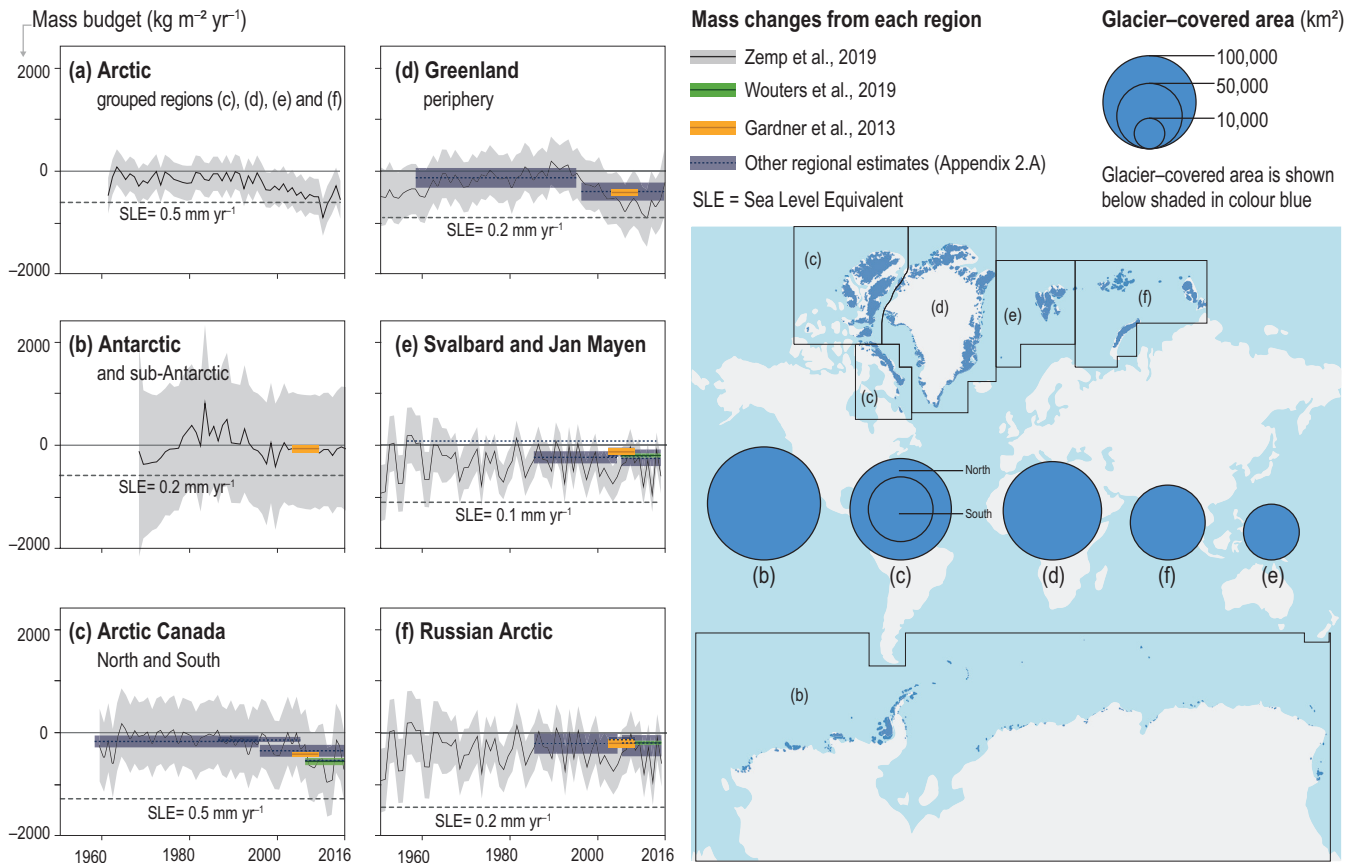 Mass budget (kg m⁻² yr⁻¹)
2000
0
–2000
(a) Arctic
grouped regions (c), (d), (e) and (f)
SLE= 0.5 mm yr⁻¹
(d) Greenland
periphery
SLE= 0.2 mm yr⁻¹
2000
0
–2000
(b) Antarctic
and sub-Antarctic
SLE= 0.2 mm yr⁻¹
(e) Svalbard and Jan Mayen
SLE= 0.1 mm yr⁻¹
2000
0
–2000
(c) Arctic Canada
North and South
SLE= 0.5 mm yr⁻¹
1960 1980 2000 2016
(f) Russian Arctic
SLE= 0.2 mm yr⁻¹
1960 1980 2000 2016
Mass changes from each region
Zemp et al., 2019
Wouters et al., 2019
Gardner et al., 2013
Other regional estimates (Appendix 2.A)
SLE = Sea Level Equivalent
Glacier–covered area (km²)
100,000
50,000
10,000
Glacier–covered area is shown
below shaded in colour blue
(c)
(d)
(e)
(f)
(c)
North
South
(b)
(c)
(d)
(f)
(e)
(b)